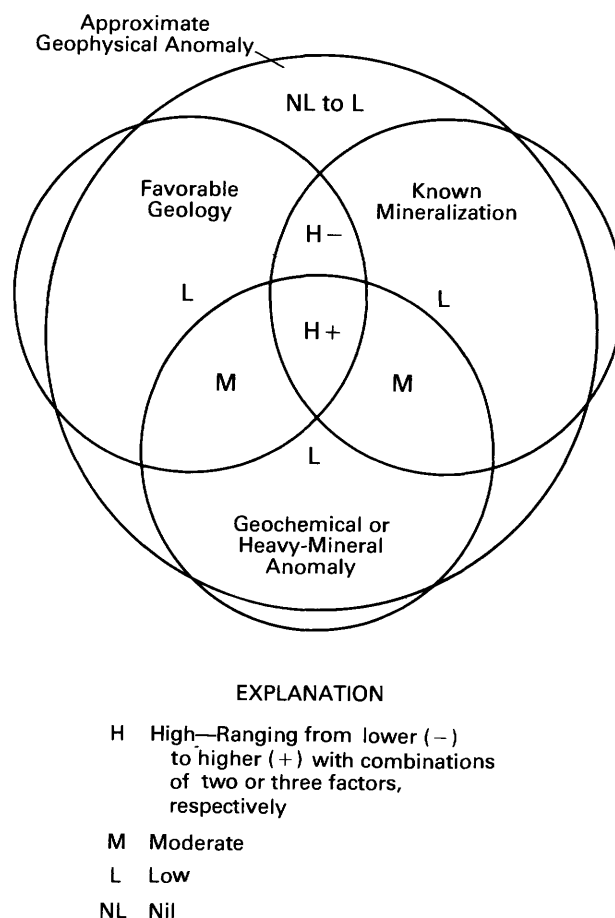 Approximate
Geophysical Anomaly
NL to L
Favorable
Geology
Known
Mineralization
H−
L
L
H+
M
M
L
Geochemical or
Heavy-Mineral
Anomaly
EXPLANATION
H High—Ranging from lower (−)
to higher (+) with combinations
of two or three factors,
respectively
M Moderate
L Low
NL Nil